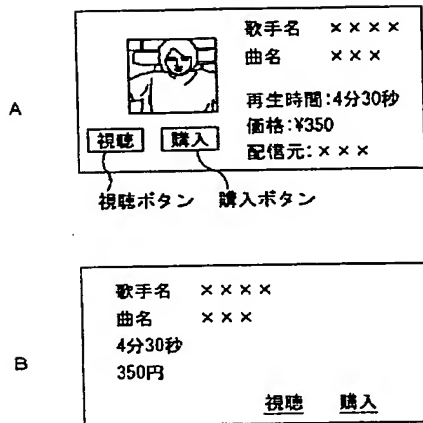 A
歌手名 ××××
曲名 ×××
再生時間:4分30秒
価格:¥350
配信元:×××
視聴 購入
視聴ボタン 購入ボタン
B
歌手名 ××××
曲名 ×××
4分30秒
350円
視聴 購入